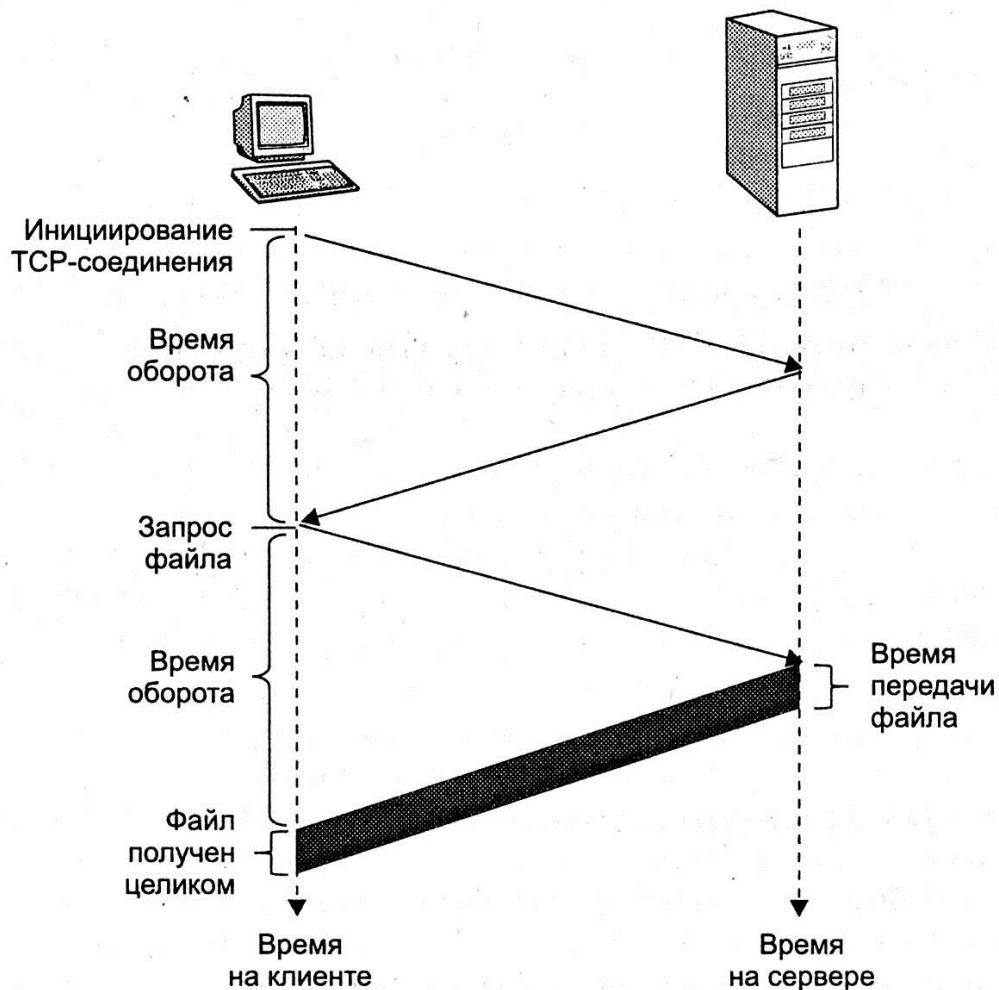 Инициирование
TCP-соединения
Время
оборота
Запрос
файла
Время
оборота
Время
передачи
файла
Файл
получен
целиком
Время
на клиенте
Время
на сервере